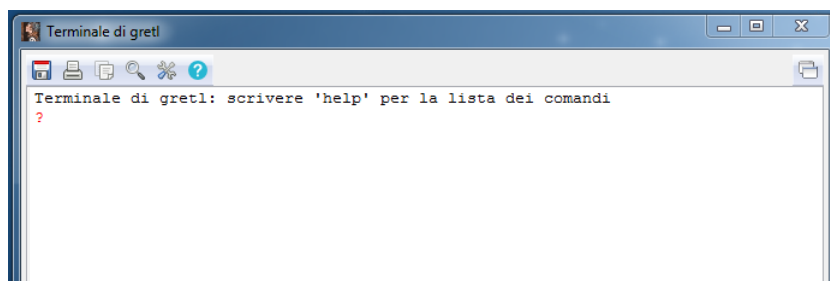 Terminale di gretl
Terminale di gretl: scrivere 'help' per la lista dei comandi
?